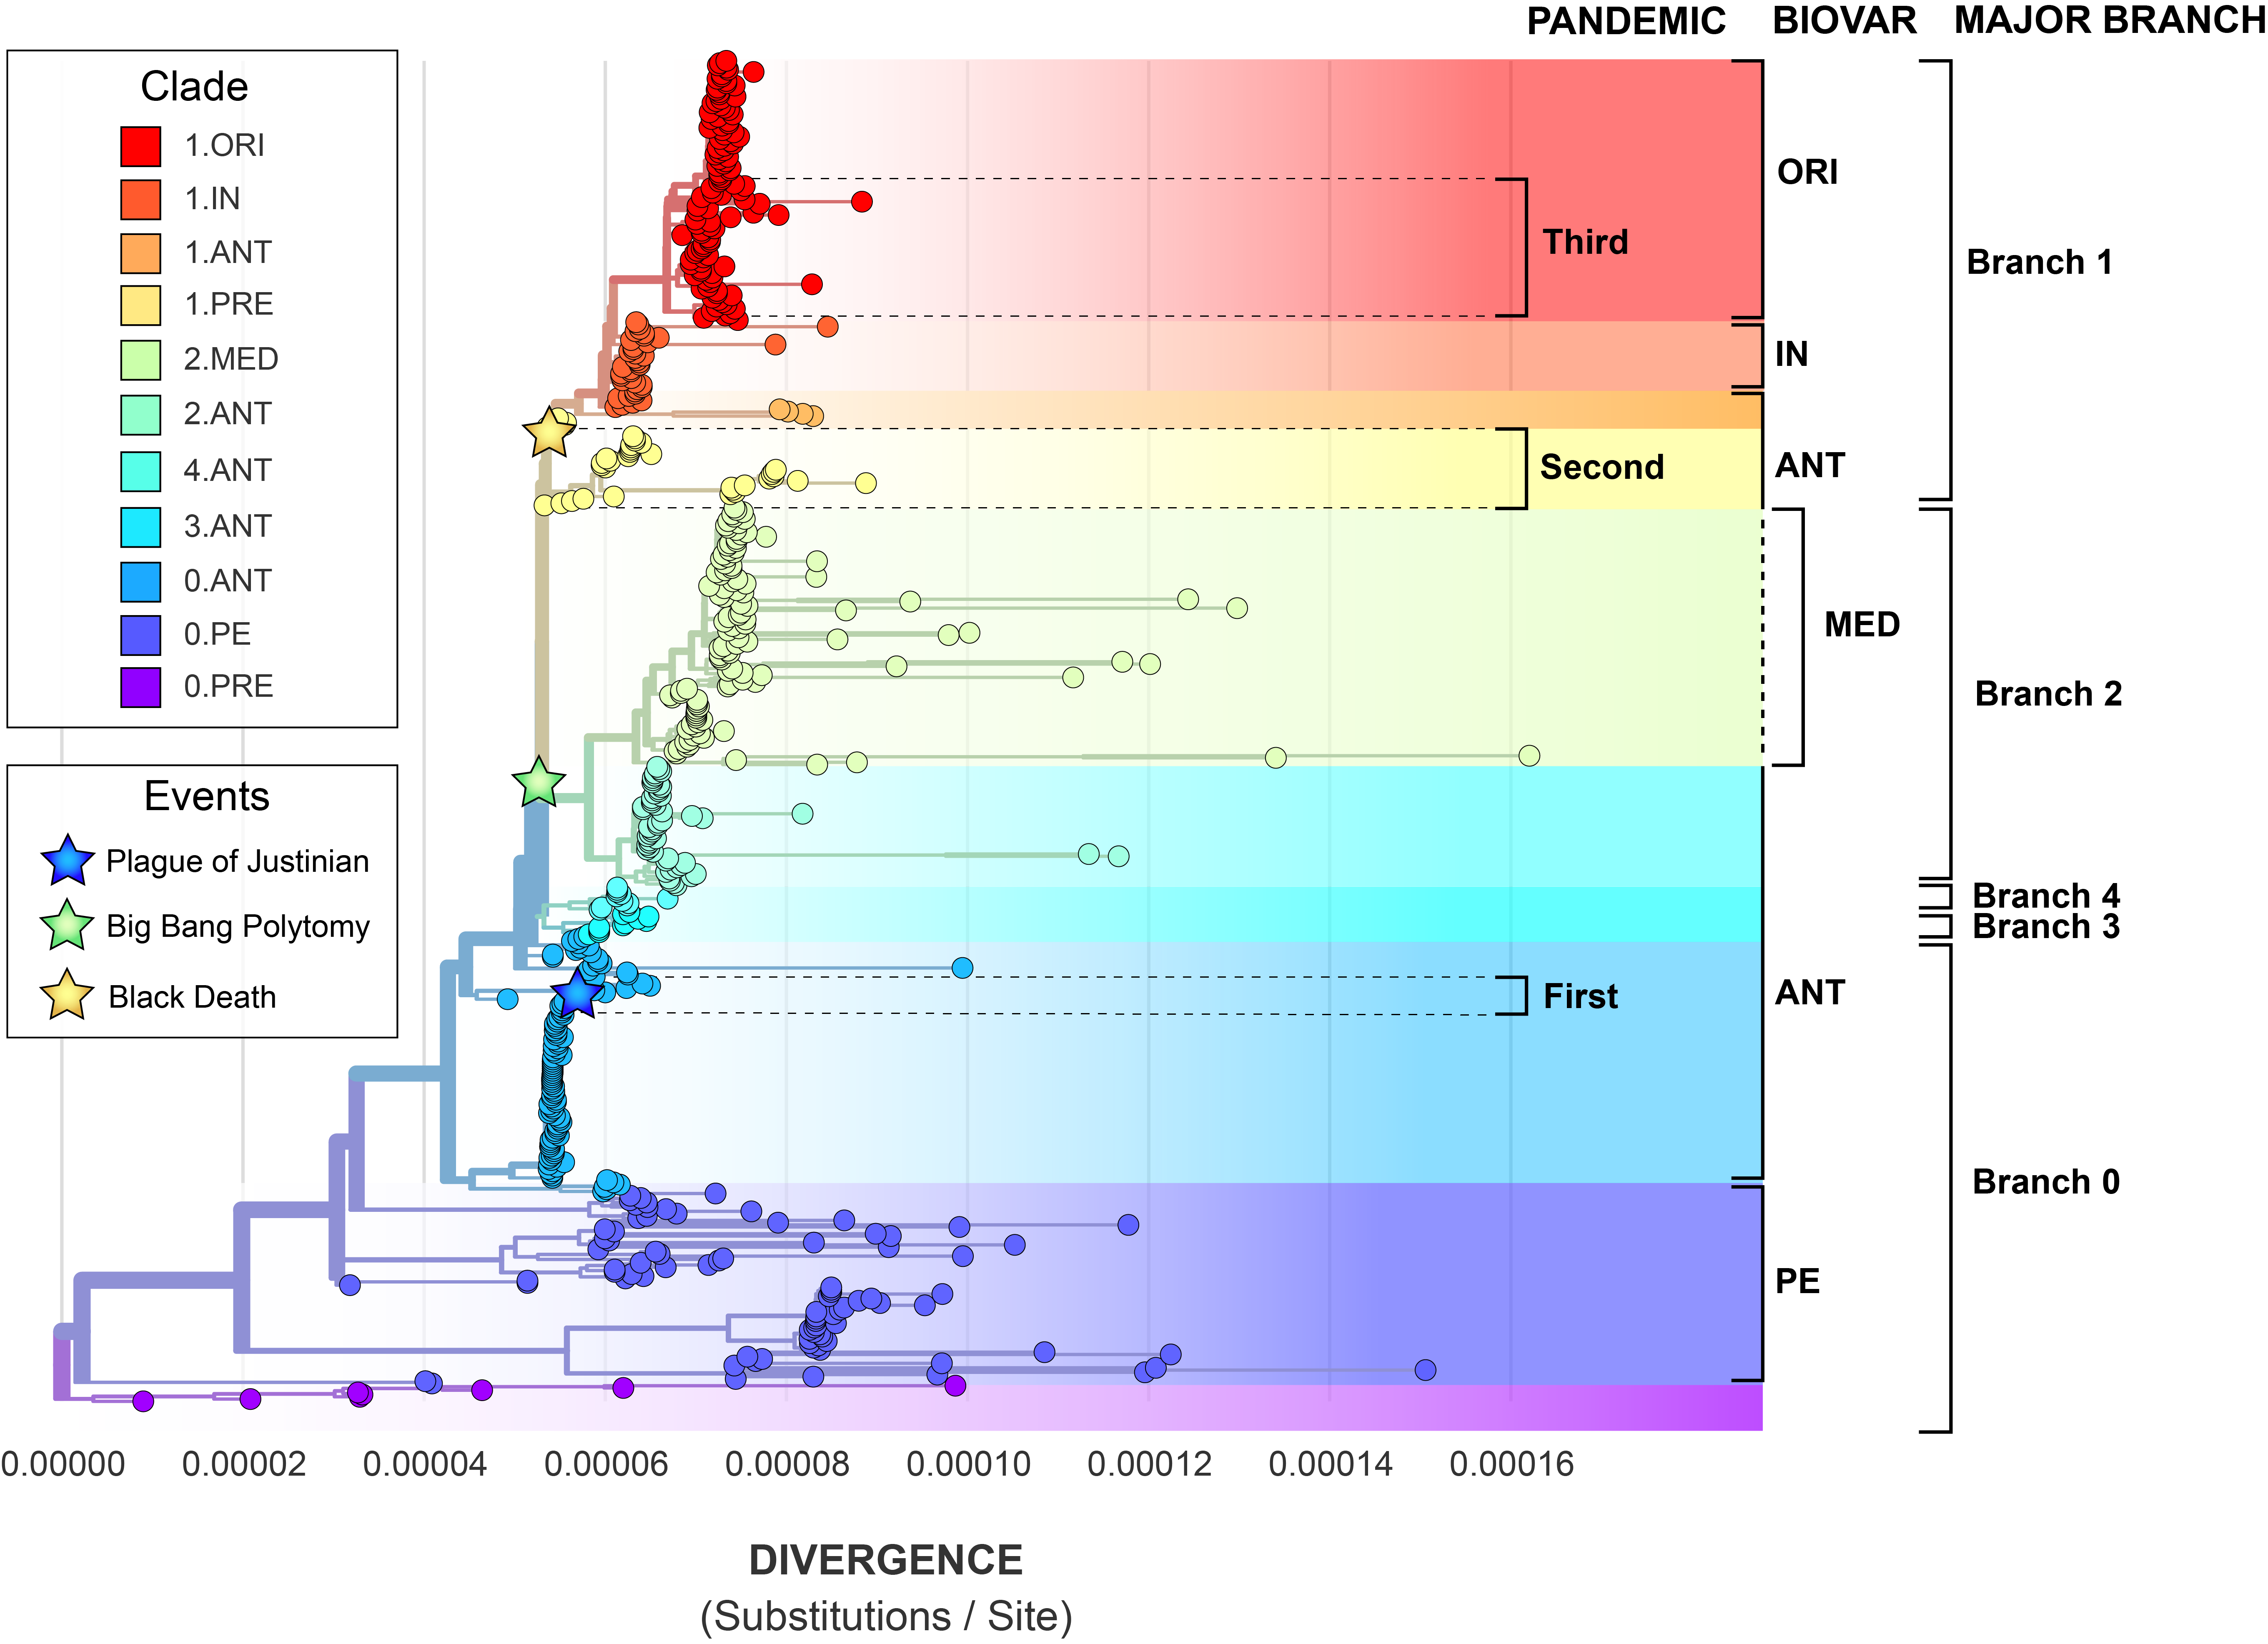 PANDEMIC BIOVAR MAJOR BRANCH
Clade
1.ORI
1.IN
1.ANT
1.PRE
2.MED
2.ANT
4.ANT
3.ANT
0.ANT
0.PE
0.PRE
Events
Plague of Justinian
Big Bang Polytomy
Black Death
Third
Second
First
ORI
IN
ANT
MED
ANT
PE
Branch 1
Branch 2
Branch 4
Branch 3
Branch 0
0.00000 0.00002 0.00004 0.00006 0.00008 0.00010 0.00012 0.00014 0.00016
DIVERGENCE
(Substitutions / Site)